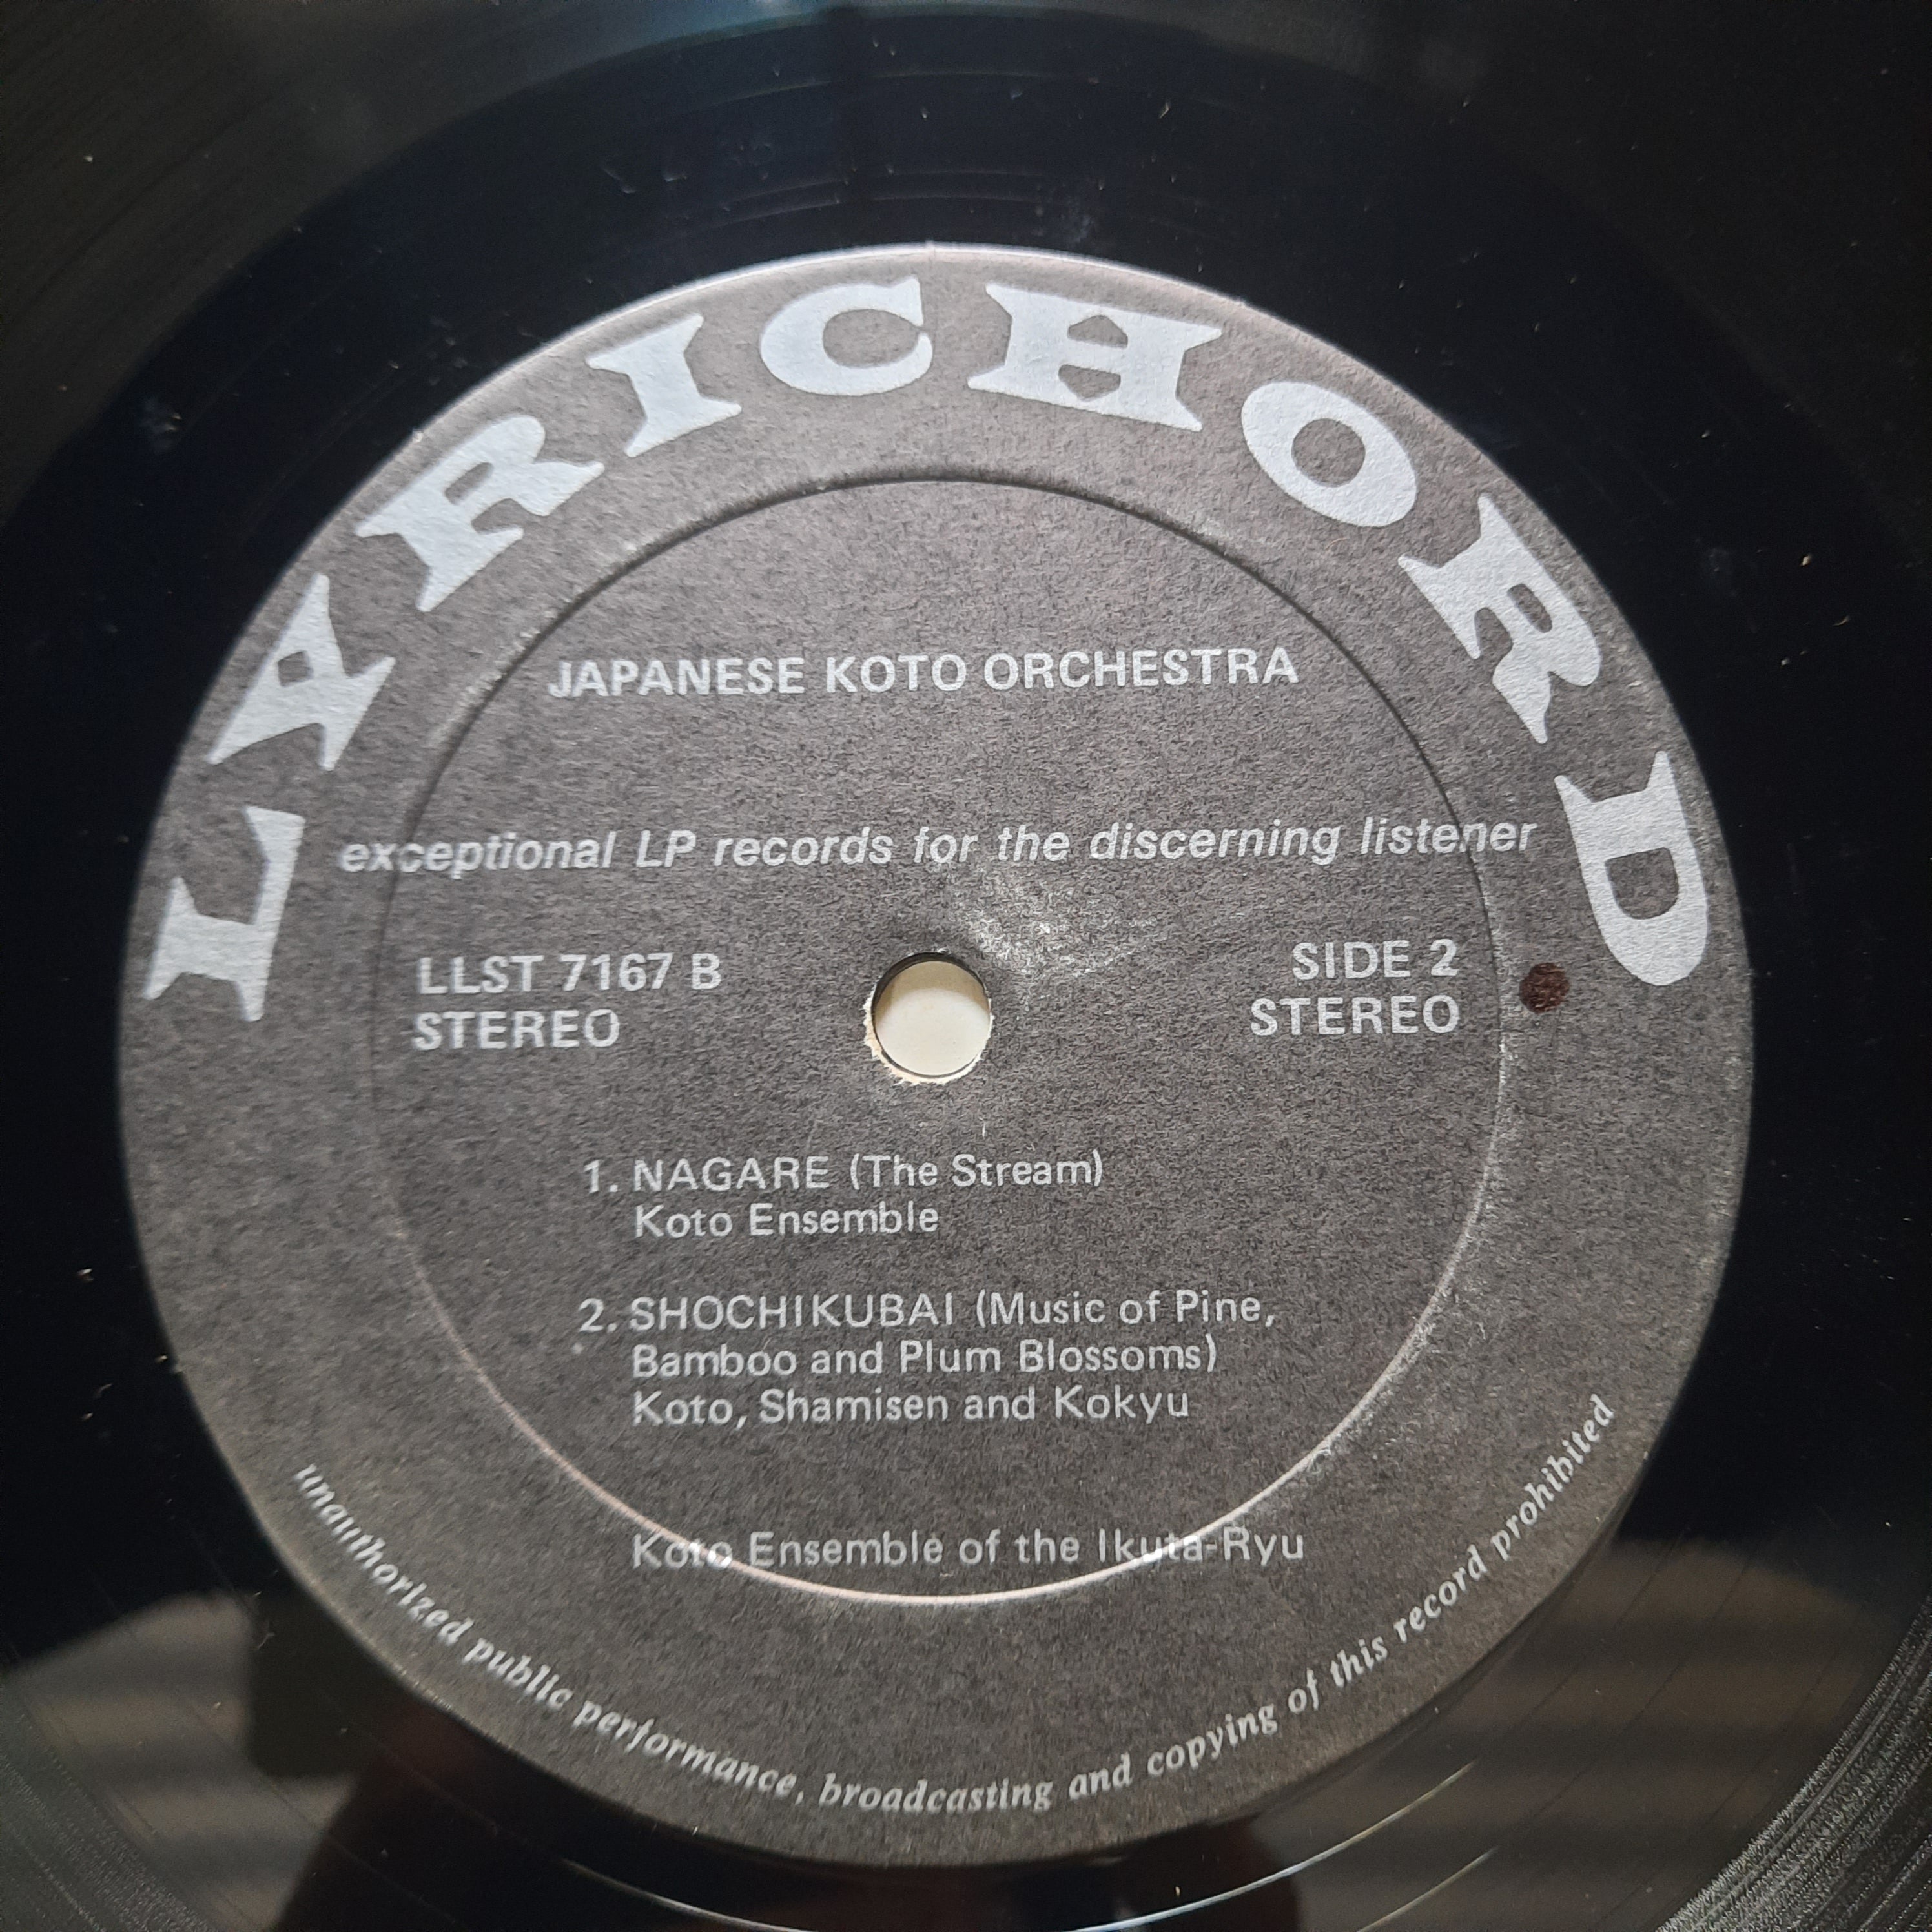 LYRICHORD
JAPANESE KOTO ORCHESTRA
exceptional LP records for the discerning listener
LLST 7167 B
STEREO
SIDE 2
STEREO
1. NAGARE (The Stream)
Koto Ensemble
2. SHOCHIKUBAI (Music of Pine,
Bamboo and Plum Blossoms)
Koto, Shamisen and Kokyu
Koto Ensemble of the Ikuta-Ryu
unauthorized public performance, broadcasting and copying of this record prohibited